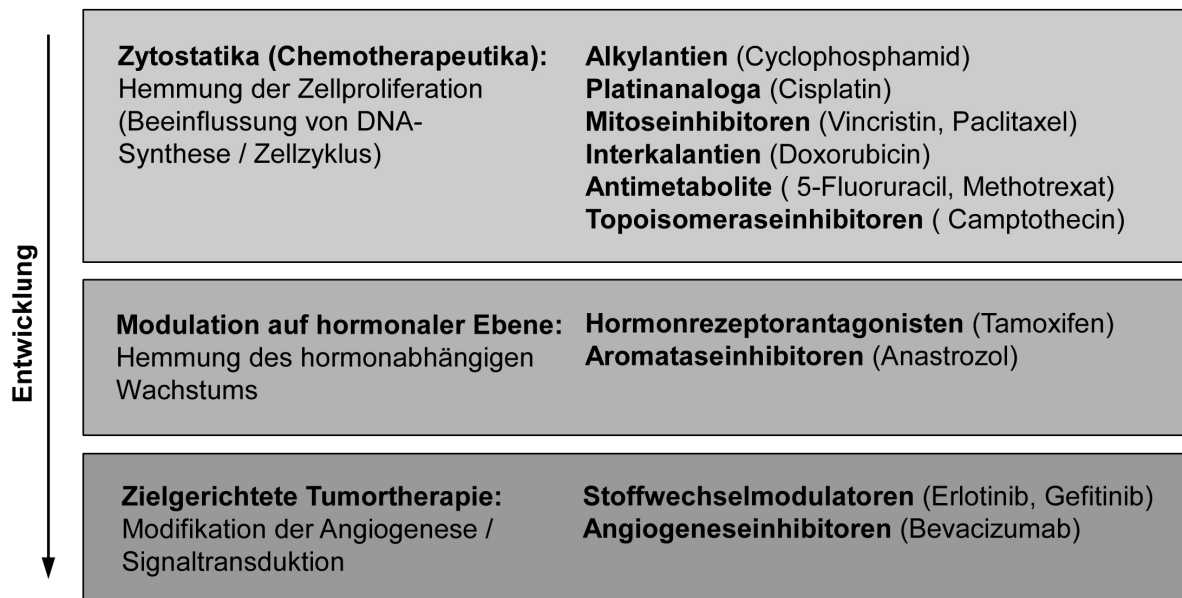 Entwicklung
Zytostatika (Chemotherapeutika):
Hemmung der Zellproliferation
(Beeinflussung von DNA-
Synthese / Zellzyklus)
Alkylantien (Cyclophosphamid)
Platinanaloga (Cisplatin)
Mitoseinhibitoren (Vincristin, Paclitaxel)
Interkalantien (Doxorubicin)
Antimetabolite ( 5-Fluoruracil, Methotrexat)
Topoisomeraseinhibitoren ( Camptothecin)
Modulation auf hormonaler Ebene:
Hemmung des hormonabhängigen
Wachstums
Hormonrezeptorantagonisten (Tamoxifen)
Aromataseinhibitoren (Anastrozol)
Zielgerichtete Tumortherapie:
Modifikation der Angiogenese /
Signaltransduktion
Stoffwechselmodulatoren (Erlotinib, Gefitinib)
Angiogeneseinhibitoren (Bevacizumab)